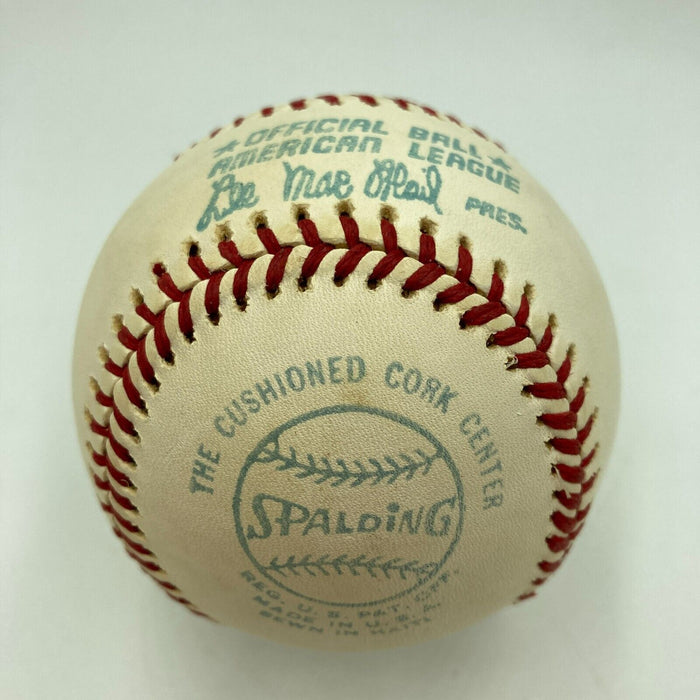 ★ OFFICIAL BALL ★
AMERICAN LEAGUE
Lee MacPhail PRES.
THE CUSHIONED CORK CENTER
SPALDING
REG. U. S. PAT. OFF.
MADE IN U. S. A.
SEWN IN HAITI